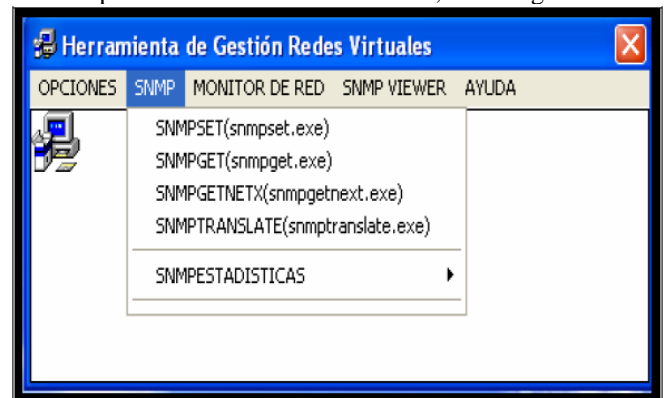 Herramienta de Gestión Redes Virtuales
OPCIONES SNMP MONITOR DE RED SNMP VIEWER AYUDA
SNMPSET(snmpset.exe)
SNMPGET(snmpget.exe)
SNMPGETNETX(snmpgetnext.exe)
SNMPTRANSLATE(snmptranslate.exe)
SNMPESTADISTICAS